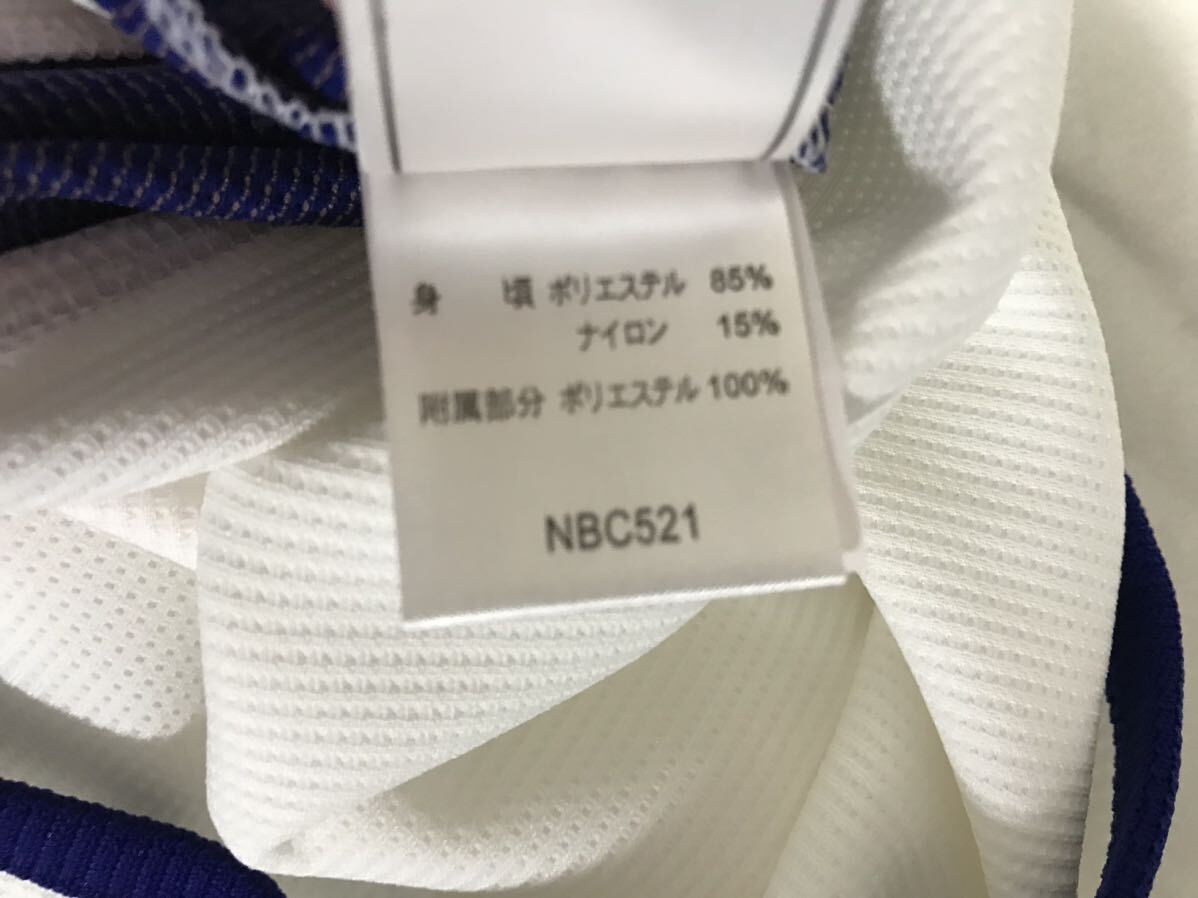 身 頃 ポリエステル 85%
ナイロン 15%
附属部分 ポリエステル 100%
NBC521